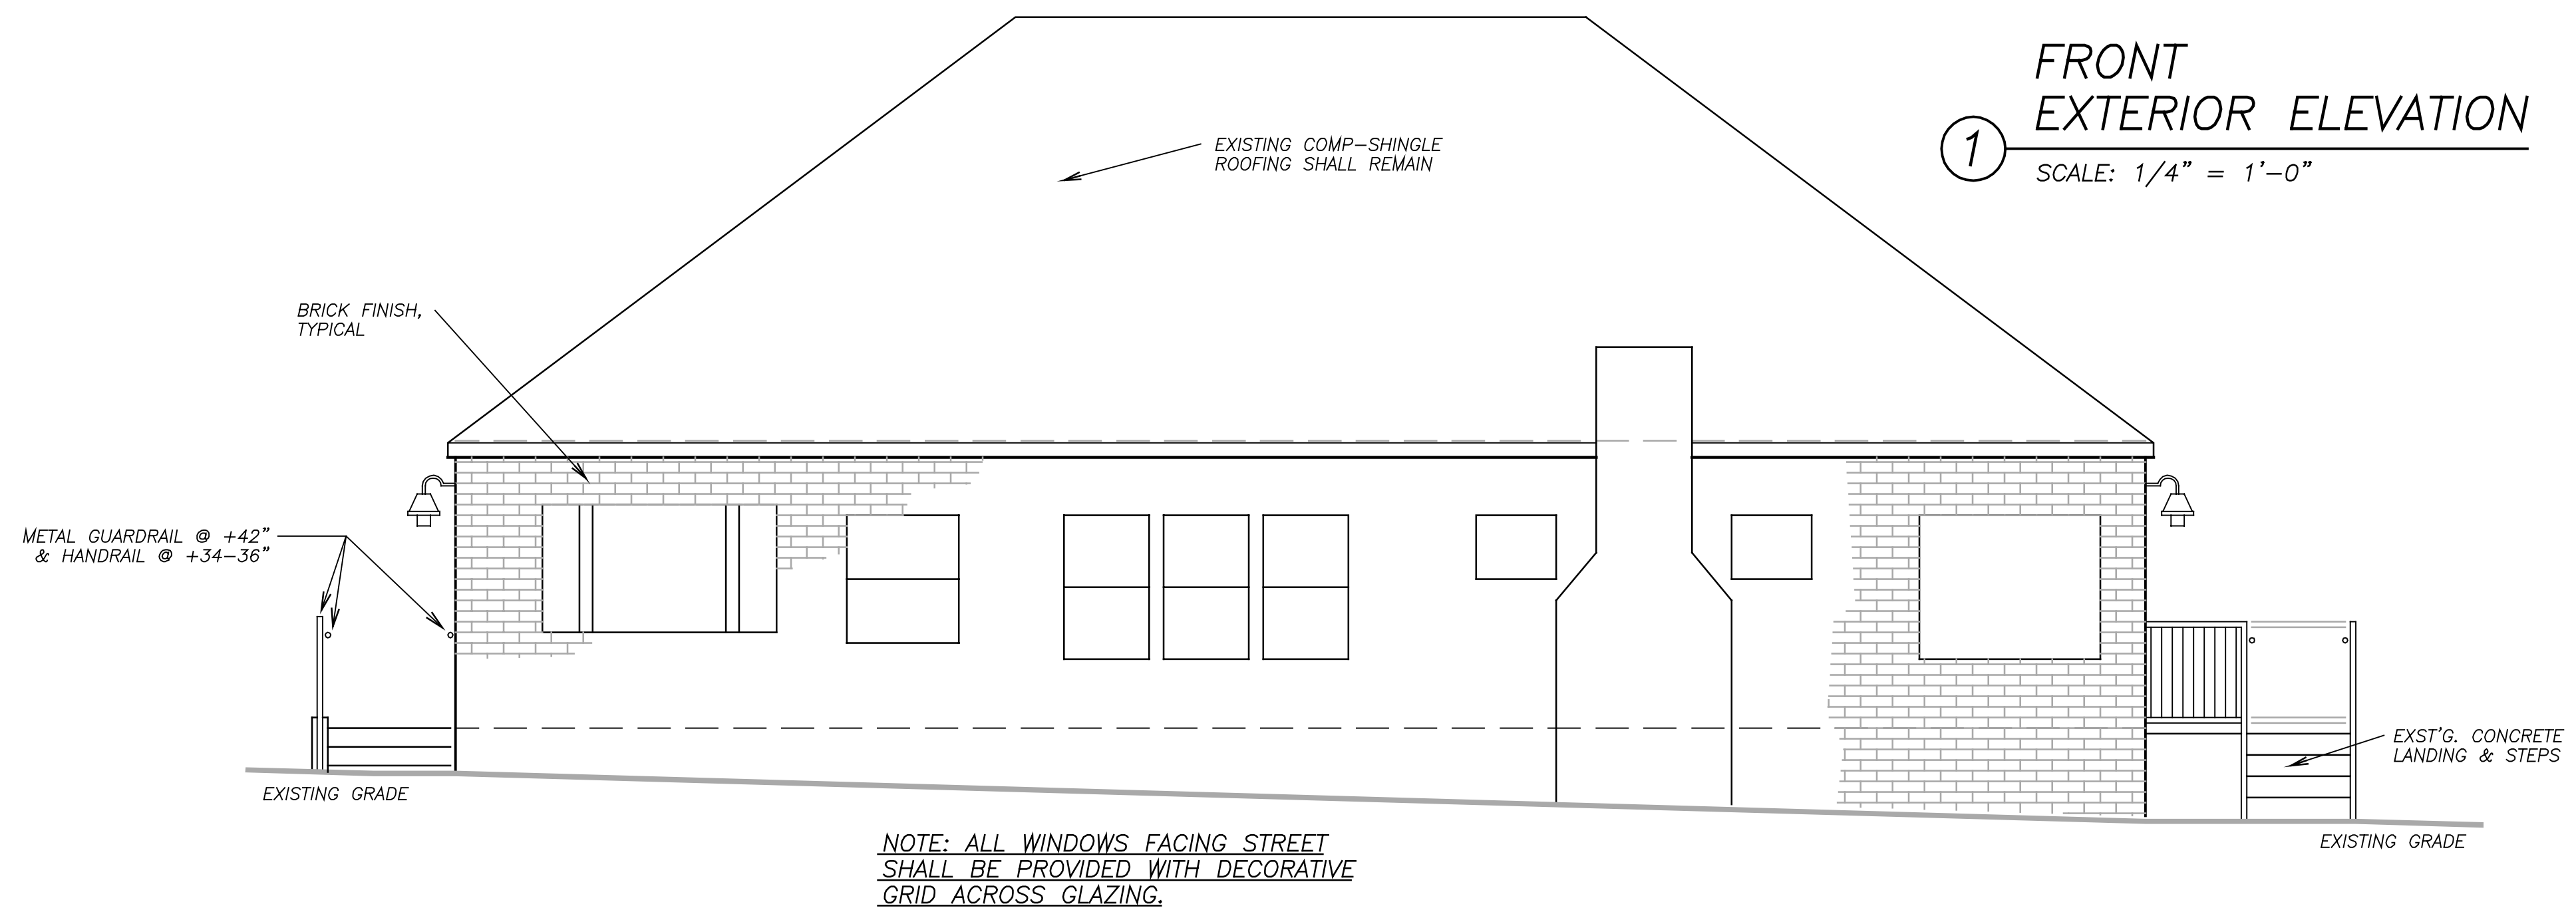 FRONT
EXTERIOR ELEVATION
1
SCALE: 1/4" = 1'-0"
EXISTING COMP-SHINGLE
ROOFING SHALL REMAIN
BRICK FINISH,
TYPICAL
METAL GUARDRAIL @ +42"
& HANDRAIL @ +34-36"
EXST'G. CONCRETE
LANDING & STEPS
EXISTING GRADE
EXISTING GRADE
NOTE: ALL WINDOWS FACING STREET
SHALL BE PROVIDED WITH DECORATIVE
GRID ACROSS GLAZING.